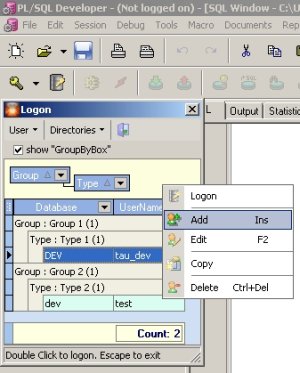 PL/SQL Developer - (Not logged on) - [SQL Window - C:\U
File Edit Session Debug Tools Macro Documents Report
Logon
L Output Statistic
User Directories
show "GroupByBox"
Group
Type
Database UserName
Group : Group 1 (1)
Type : Type 1 (1)
DEV tau_dev
Group : Group 2 (1)
Type : Type 2 (1)
dev test
Count: 2
Double Click to logon. Escape to exit
Logon
Add Ins
Edit F2
Copy
Delete Ctrl+Del